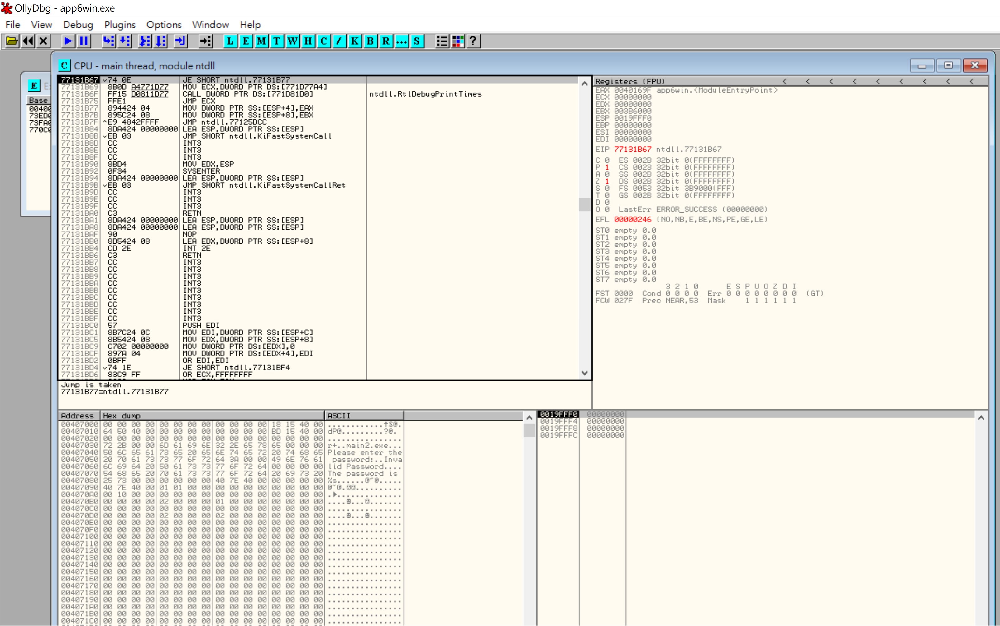 OllyDbg - app6win.exe
File View Debug Plugins Options Window Help
L E M T W H C / K B R ... S ?
C CPU - main thread, module ntdll
E
Base
00400
73ED0
73FA0
770C0
77131B67 74 0E JE SHORT ntdll.77131B77
77131B69 8B0D A4771D77 MOV ECX,DWORD PTR DS:[771D77A4]
77131B6F FF15 D0811D77 CALL DWORD PTR DS:[771D81D0] ntdll.RtlDebugPrintTimes
77131B75 FFE1 JMP ECX
77131B77 894424 04 MOV DWORD PTR SS:[ESP+4],EAX
77131B7B 895C24 08 MOV DWORD PTR SS:[ESP+8],EBX
77131B7F ^E9 4842FFFF JMP ntdll.77125DCC
77131B84 8DA424 00000000 LEA ESP,DWORD PTR SS:[ESP]
77131B8B EB 03 JMP SHORT ntdll.KiFastSystemCall
77131B8D CC INT3
77131B8E CC INT3
77131B8F CC INT3
77131B90 8BD4 MOV EDX,ESP
77131B92 0F34 SYSENTER
77131B94 8DA424 00000000 LEA ESP,DWORD PTR SS:[ESP]
77131B9B EB 03 JMP SHORT ntdll.KiFastSystemCallRet
77131B9D CC INT3
77131B9E CC INT3
77131B9F CC INT3
77131BA0 C3 RETN
77131BA1 8DA424 00000000 LEA ESP,DWORD PTR SS:[ESP]
77131BA8 8DA424 00000000 LEA ESP,DWORD PTR SS:[ESP]
77131BAF 90 NOP
77131BB0 8D5424 08 LEA EDX,DWORD PTR SS:[ESP+8]
77131BB4 CD 2E INT 2E
77131BB6 C3 RETN
77131BB7 CC INT3
77131BB8 CC INT3
77131BB9 CC INT3
77131BBA CC INT3
77131BBB CC INT3
77131BBC CC INT3
77131BBD CC INT3
77131BBE CC INT3
77131BBF CC INT3
77131BC0 57 PUSH EDI
77131BC1 8B7C24 0C MOV EDI,DWORD PTR SS:[ESP+C]
77131BC5 8B5424 08 MOV EDX,DWORD PTR SS:[ESP+8]
77131BC9 C702 00000000 MOV DWORD PTR DS:[EDX],0
77131BCF 897A 04 MOV DWORD PTR DS:[EDX+4],EDI
77131BD2 0BFF OR EDI,EDI
77131BD4 74 1E JE SHORT ntdll.77131BF4
77131BD6 83C9 FF OR ECX,FFFFFFFF
Jump is taken
77131B77=ntdll.77131B77
Registers (FPU) < < < < < < < < <
EAX 0040169F app6win.<ModuleEntryPoint>
ECX 00000000
EDX 00000000
EBX 003B6000
ESP 0019FFF0
EBP 00000000
ESI 00000000
EDI 00000000
EIP 77131B67 ntdll.77131B67
C 0 ES 002B 32bit 0(FFFFFFFF)
P 1 CS 0023 32bit 0(FFFFFFFF)
A 0 SS 002B 32bit 0(FFFFFFFF)
Z 1 DS 002B 32bit 0(FFFFFFFF)
S 0 FS 0053 32bit 3B9000(FFF)
T 0 GS 002B 32bit 0(FFFFFFFF)
D 0
O 0 LastErr ERROR_SUCCESS (00000000)
EFL 00000246 (NO,NB,E,BE,NS,PE,GE,LE)
ST0 empty 0.0
ST1 empty 0.0
ST2 empty 0.0
ST3 empty 0.0
ST4 empty 0.0
ST5 empty 0.0
ST6 empty 0.0
ST7 empty 0.0
3 2 1 0 E S P U O Z D I
FST 0000 Cond 0 0 0 0 Err 0 0 0 0 0 0 0 0 (GT)
FCW 027F Prec NEAR,53 Mask 1 1 1 1 1 1
Address Hex dump ASCII
00407000 00 00 00 00 00 00 00 00 00 00 00 00 18 15 40 00 ............↑§@.
00407010 64 50 40 00 00 00 00 00 00 00 00 00 BD 15 40 00 dP@.........?@.
00407020 00 00 00 00 00 00 00 00 00 00 00 00 00 00 00 00 ................
00407030 72 2B 00 00 6D 61 69 6E 32 2E 65 78 65 00 00 00 r+..main2.exe...
00407040 50 6C 65 61 73 65 20 65 6E 74 65 72 20 74 68 65 Please enter the
00407050 20 70 61 73 73 77 6F 72 64 3A 00 00 49 6E 76 61 password:..Inva
00407060 6C 69 64 20 50 61 73 73 77 6F 72 64 00 00 00 00 lid Password....
00407070 54 68 65 20 70 61 73 73 77 6F 72 64 20 69 73 20 The password is
00407080 25 73 00 00 00 00 00 00 40 7E 40 00 00 00 00 00 %s......@~@.....
00407090 40 7E 40 00 01 01 00 00 00 00 00 00 00 00 00 00 @~@.☺☺..........
004070A0 00 10 00 00 00 00 00 00 00 00 00 00 00 00 00 00 .►..............
004070B0 00 00 00 00 02 00 00 00 01 00 00 00 00 00 00 00 ....☻...☺.......
004070C0 00 00 00 00 00 00 00 00 00 00 00 00 00 00 00 00 ................
004070D0 00 00 00 00 02 00 00 00 02 00 00 00 00 00 00 00 ....☻...☻.......
004070E0 00 00 00 00 00 00 00 00 00 00 00 00 00 00 00 00 ................
004070F0 00 00 00 00 00 00 00 00 00 00 00 00 00 00 00 00 ................
00407100 00 00 00 00 00 00 00 00 00 00 00 00 00 00 00 00 ................
00407110 00 00 00 00 00 00 00 00 00 00 00 00 00 00 00 00 ................
00407120 00 00 00 00 00 00 00 00 00 00 00 00 00 00 00 00 ................
00407130 00 00 00 00 00 00 00 00 00 00 00 00 00 00 00 00 ................
00407140 00 00 00 00 00 00 00 00 00 00 00 00 00 00 00 00 ................
00407150 00 00 00 00 00 00 00 00 00 00 00 00 00 00 00 00 ................
00407160 00 00 00 00 00 00 00 00 00 00 00 00 00 00 00 00 ................
00407170 00 00 00 00 00 00 00 00 00 00 00 00 00 00 00 00 ................
00407180 00 00 00 00 00 00 00 00 00 00 00 00 00 00 00 00 ................
00407190 00 00 00 00 00 00 00 00 00 00 00 00 00 00 00 00 ................
004071A0 00 00 00 00 00 00 00 00 00 00 00 00 00 00 00 00 ................
004071B0 00 00 00 00 00 00 00 00 00 00 00 00 00 00 00 00 ................
004071C0 00 00 00 00 00 00 00 00 00 00 00 00 00 00 00 00 ................
0019FFF0 00000000
0019FFF4 00000000
0019FFF8 00000000
0019FFFC 00000000